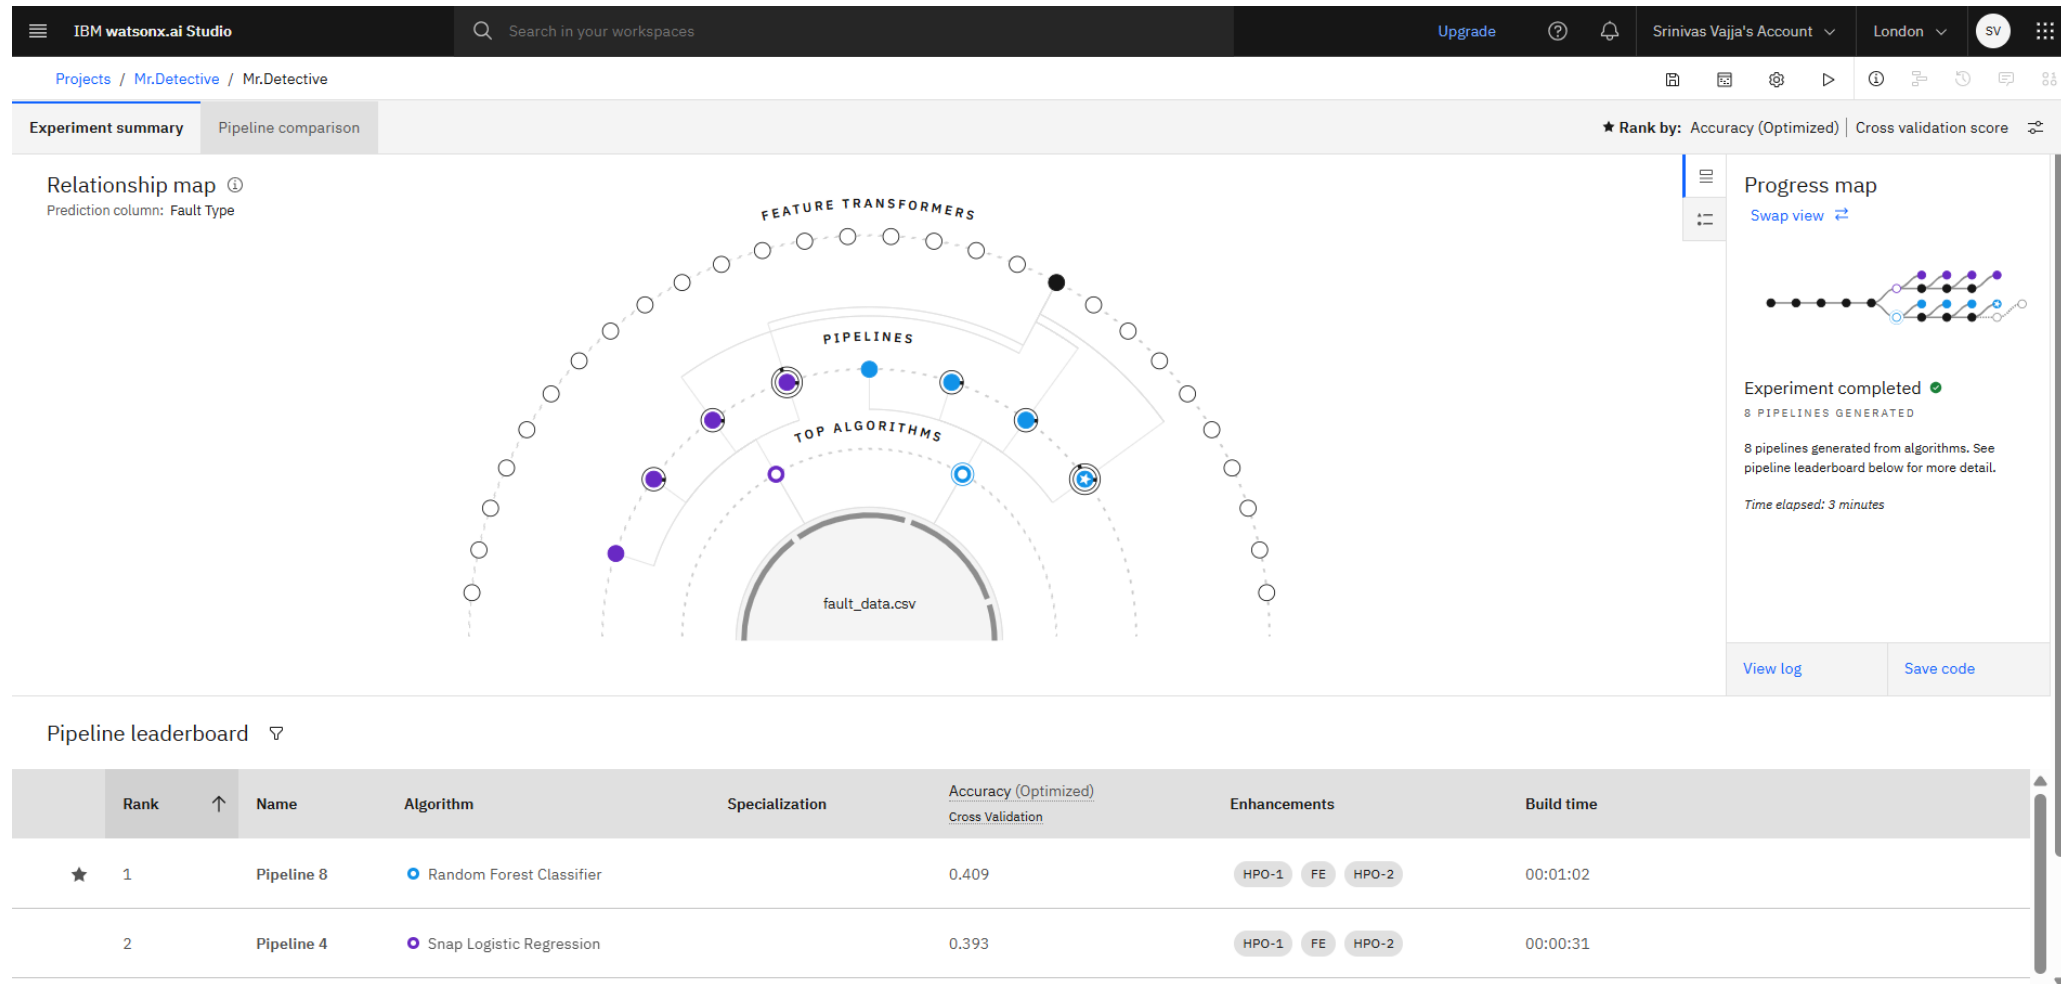 IBM watsonx.ai Studio
Search in your workspaces
Upgrade
Srinivas Vajja's Account
London
SV
Projects / Mr.Detective / Mr.Detective
Experiment summary
Pipeline comparison
Rank by: Accuracy (Optimized) | Cross validation score
Relationship map
Prediction column: Fault Type
FEATURE TRANSFORMERS
PIPELINES
TOP ALGORITHMS
fault_data.csv
Progress map
Swap view
Experiment completed
8 PIPELINES GENERATED
8 pipelines generated from algorithms. See
pipeline leaderboard below for more detail.
Time elapsed: 3 minutes
View log
Save code
Pipeline leaderboard
Rank Name Algorithm Specialization Accuracy (Optimized) Enhancements Build time
Cross Validation
1 Pipeline 8 Random Forest Classifier 0.409 HPO-1 FE HPO-2 00:01:02
2 Pipeline 4 Snap Logistic Regression 0.393 HPO-1 FE HPO-2 00:00:31